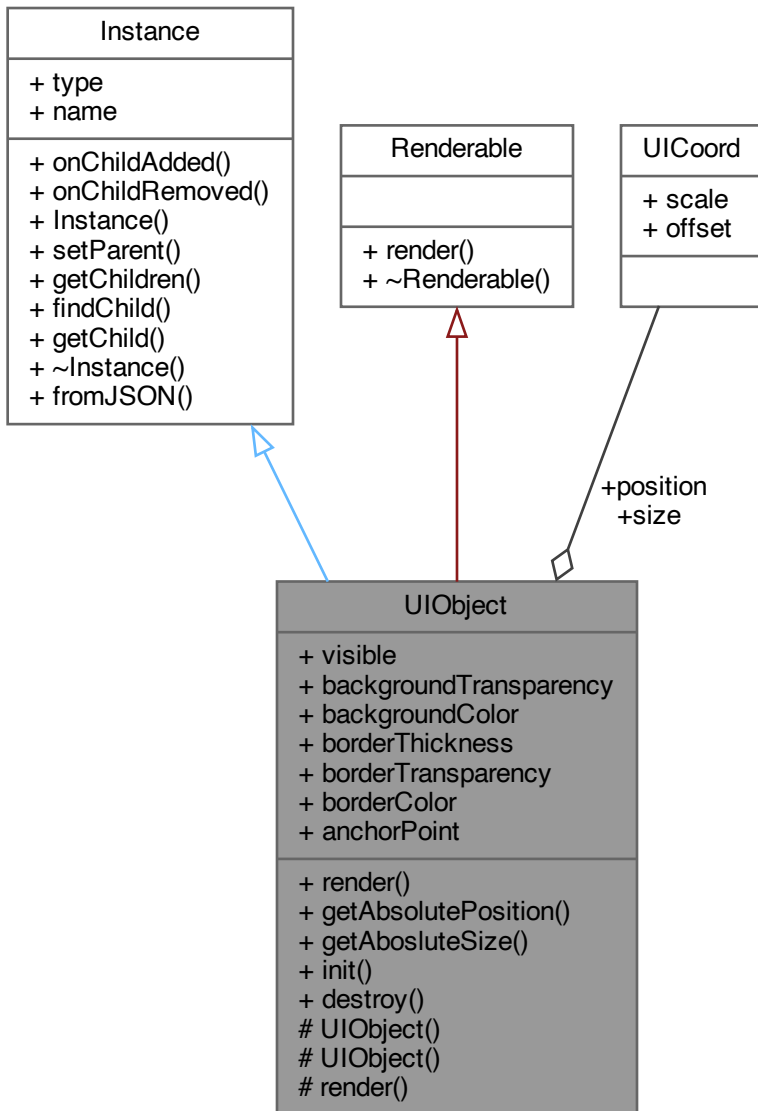 Instance
+ type
+ name
+ onChildAdded()
+ onChildRemoved()
+ Instance()
+ setParent()
+ getChildren()
+ findChild()
+ getChild()
+ ~Instance()
+ fromJSON()
Renderable
+ render()
+ ~Renderable()
UICoord
+ scale
+ offset
+position
+size
UIObject
+ visible
+ backgroundTransparency
+ backgroundColor
+ borderThickness
+ borderTransparency
+ borderColor
+ anchorPoint
+ render()
+ getAbsolutePosition()
+ getAbosluteSize()
+ init()
+ destroy()
# UIObject()
# UIObject()
# render()